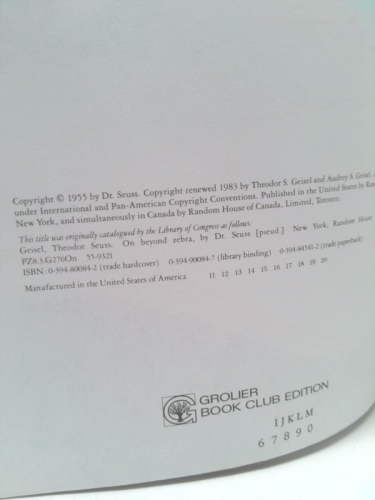 Copyright © 1955 by Dr. Seuss. Copyright renewed 1983 by Theodor S. Geisel and Audrey S. Geisel.
under International and Pan-American Copyright Conventions. Published in the United States by
New York, and simultaneously in Canada by Random House of Canada, Limited, Toronto.
This title was originally catalogued by the Library of Congress as follows:
Geisel, Theodor Seuss. On beyond zebra, by Dr. Seuss [pseud.] New York, Random House
PZ8.3.G276On 55-9321
ISBN: 0-394-80084-2 (trade hardcover) 0-394-90084-7 (library binding) 0-394-84541-2 (trade paperback)
Manufactured in the United States of America 11 12 13 14 15 16 17 18 19 20
G
GROLIER
BOOK CLUB EDITION
IJKLM
67890